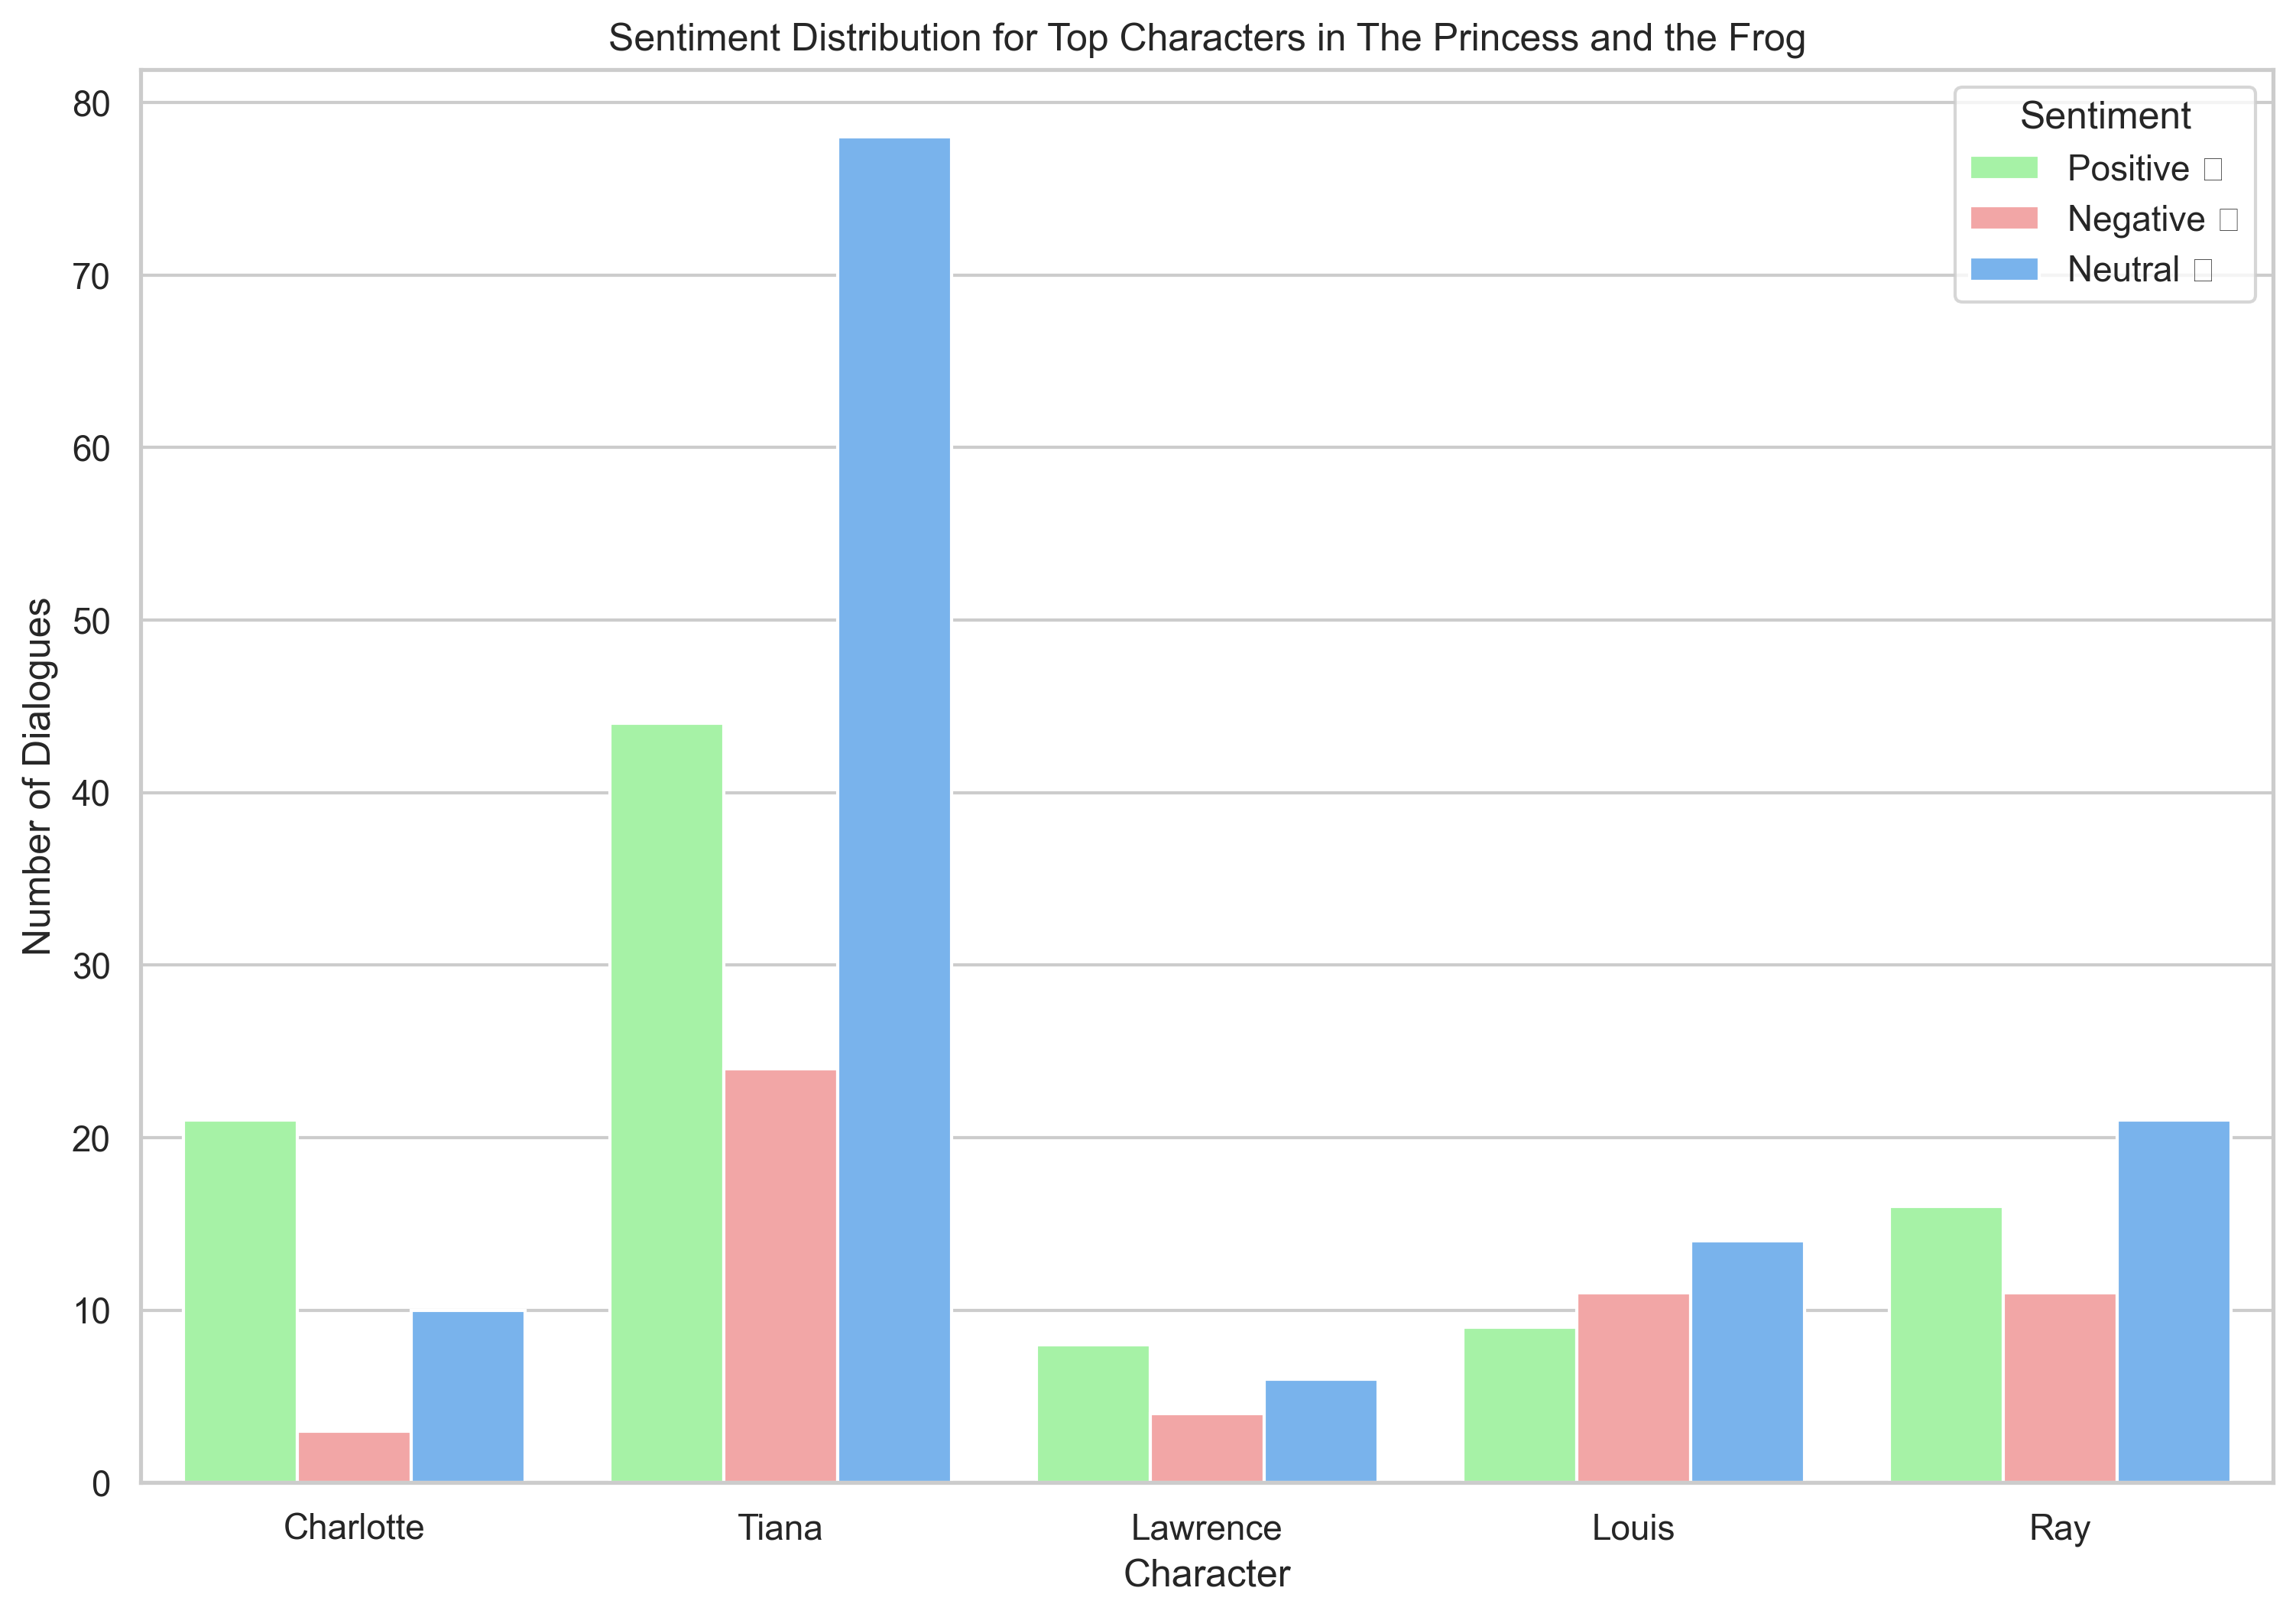 Sentiment Distribution for Top Characters in The Princess and the Frog
Sentiment
Positive
Negative
Neutral
Number of Dialogues
80
70
60
50
40
30
20
10
0
Charlotte
Tiana
Lawrence
Louis
Ray
Character